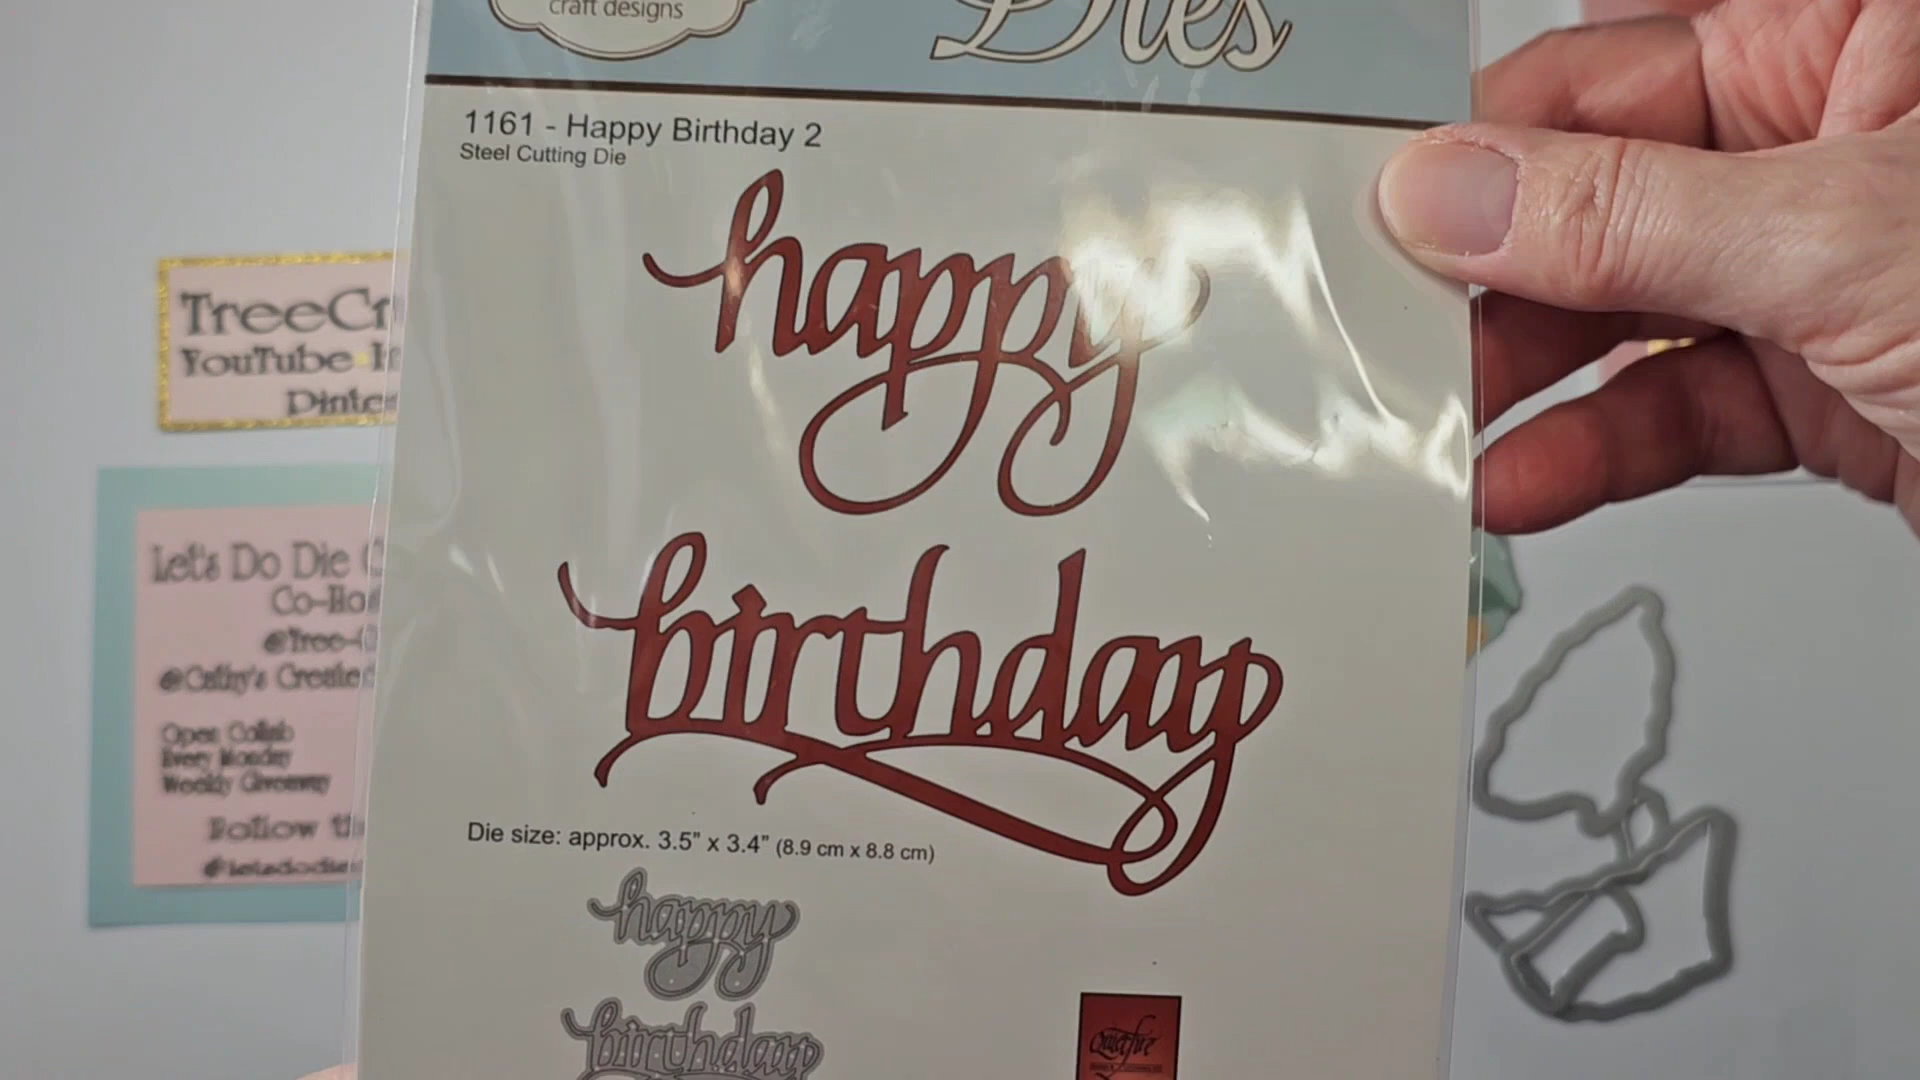 craft designs
Dies
1161 - Happy Birthday 2
Steel Cutting Die
happy
birthday
Die size: approx. 3.5" x 3.4" (8.9 cm x 8.8 cm)
happy
birthday
Quietfire
TreeCr
YouTube
Let's Do Die
Open Collab
Every Monday
Weekly Giveaway
Follow